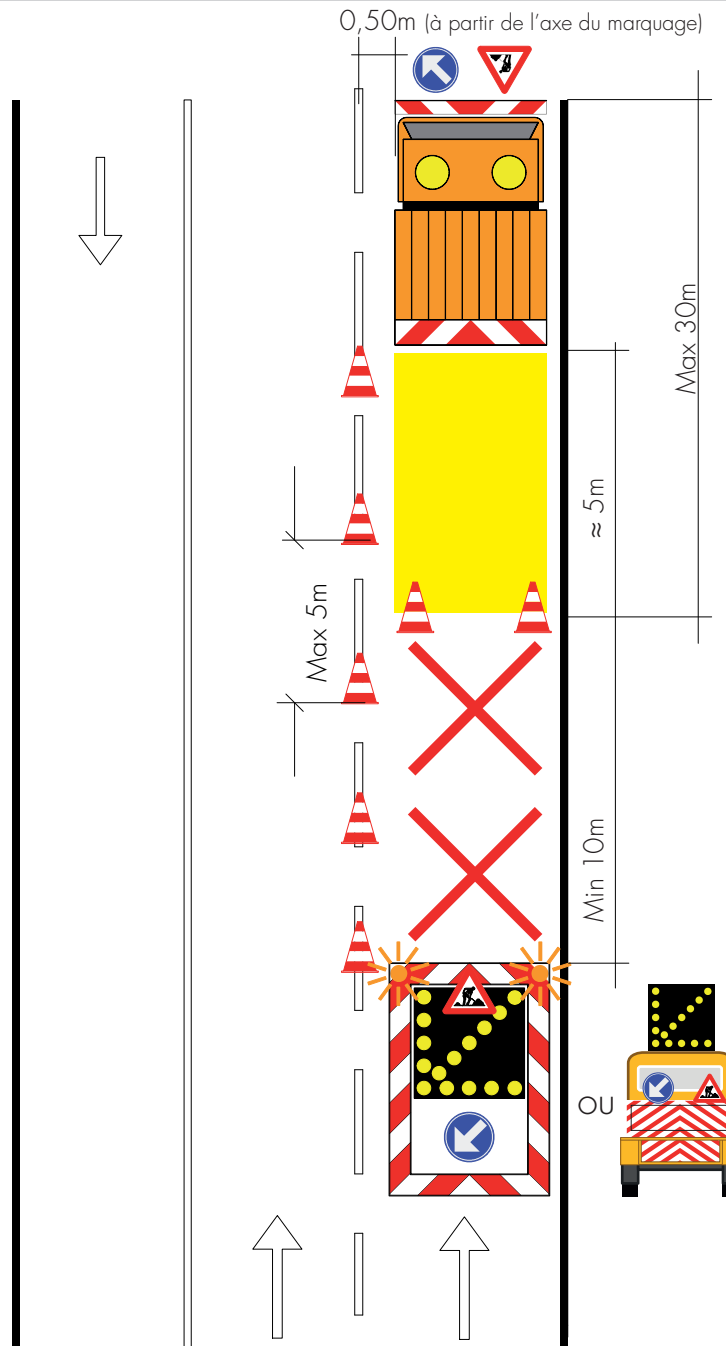 0,50m (à partir de l’axe du marquage)
Max 30m
≈ 5m
Max 5m
Min 10m
OU